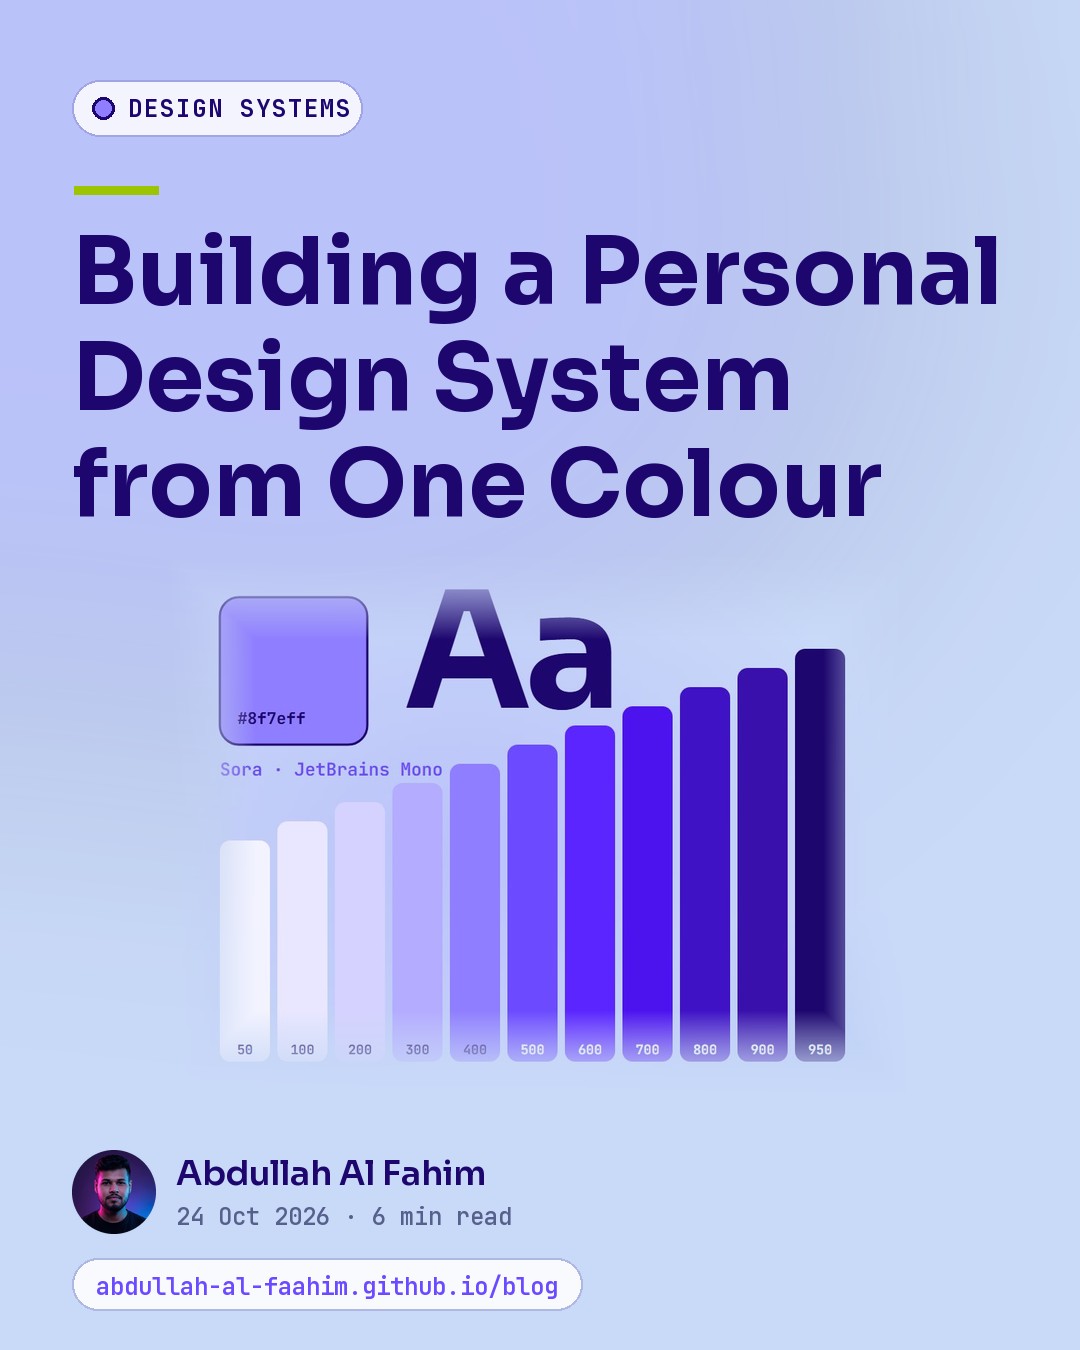 DESIGN SYSTEMS
Building a Personal
Design System
from One Colour
Aa
#8f7eff
Sora · JetBrains Mono
50 100 200 300 400 500 600 700 800 900 950
Abdullah Al Fahim
24 Oct 2026 · 6 min read
abdullah-al-faahim.github.io/blog